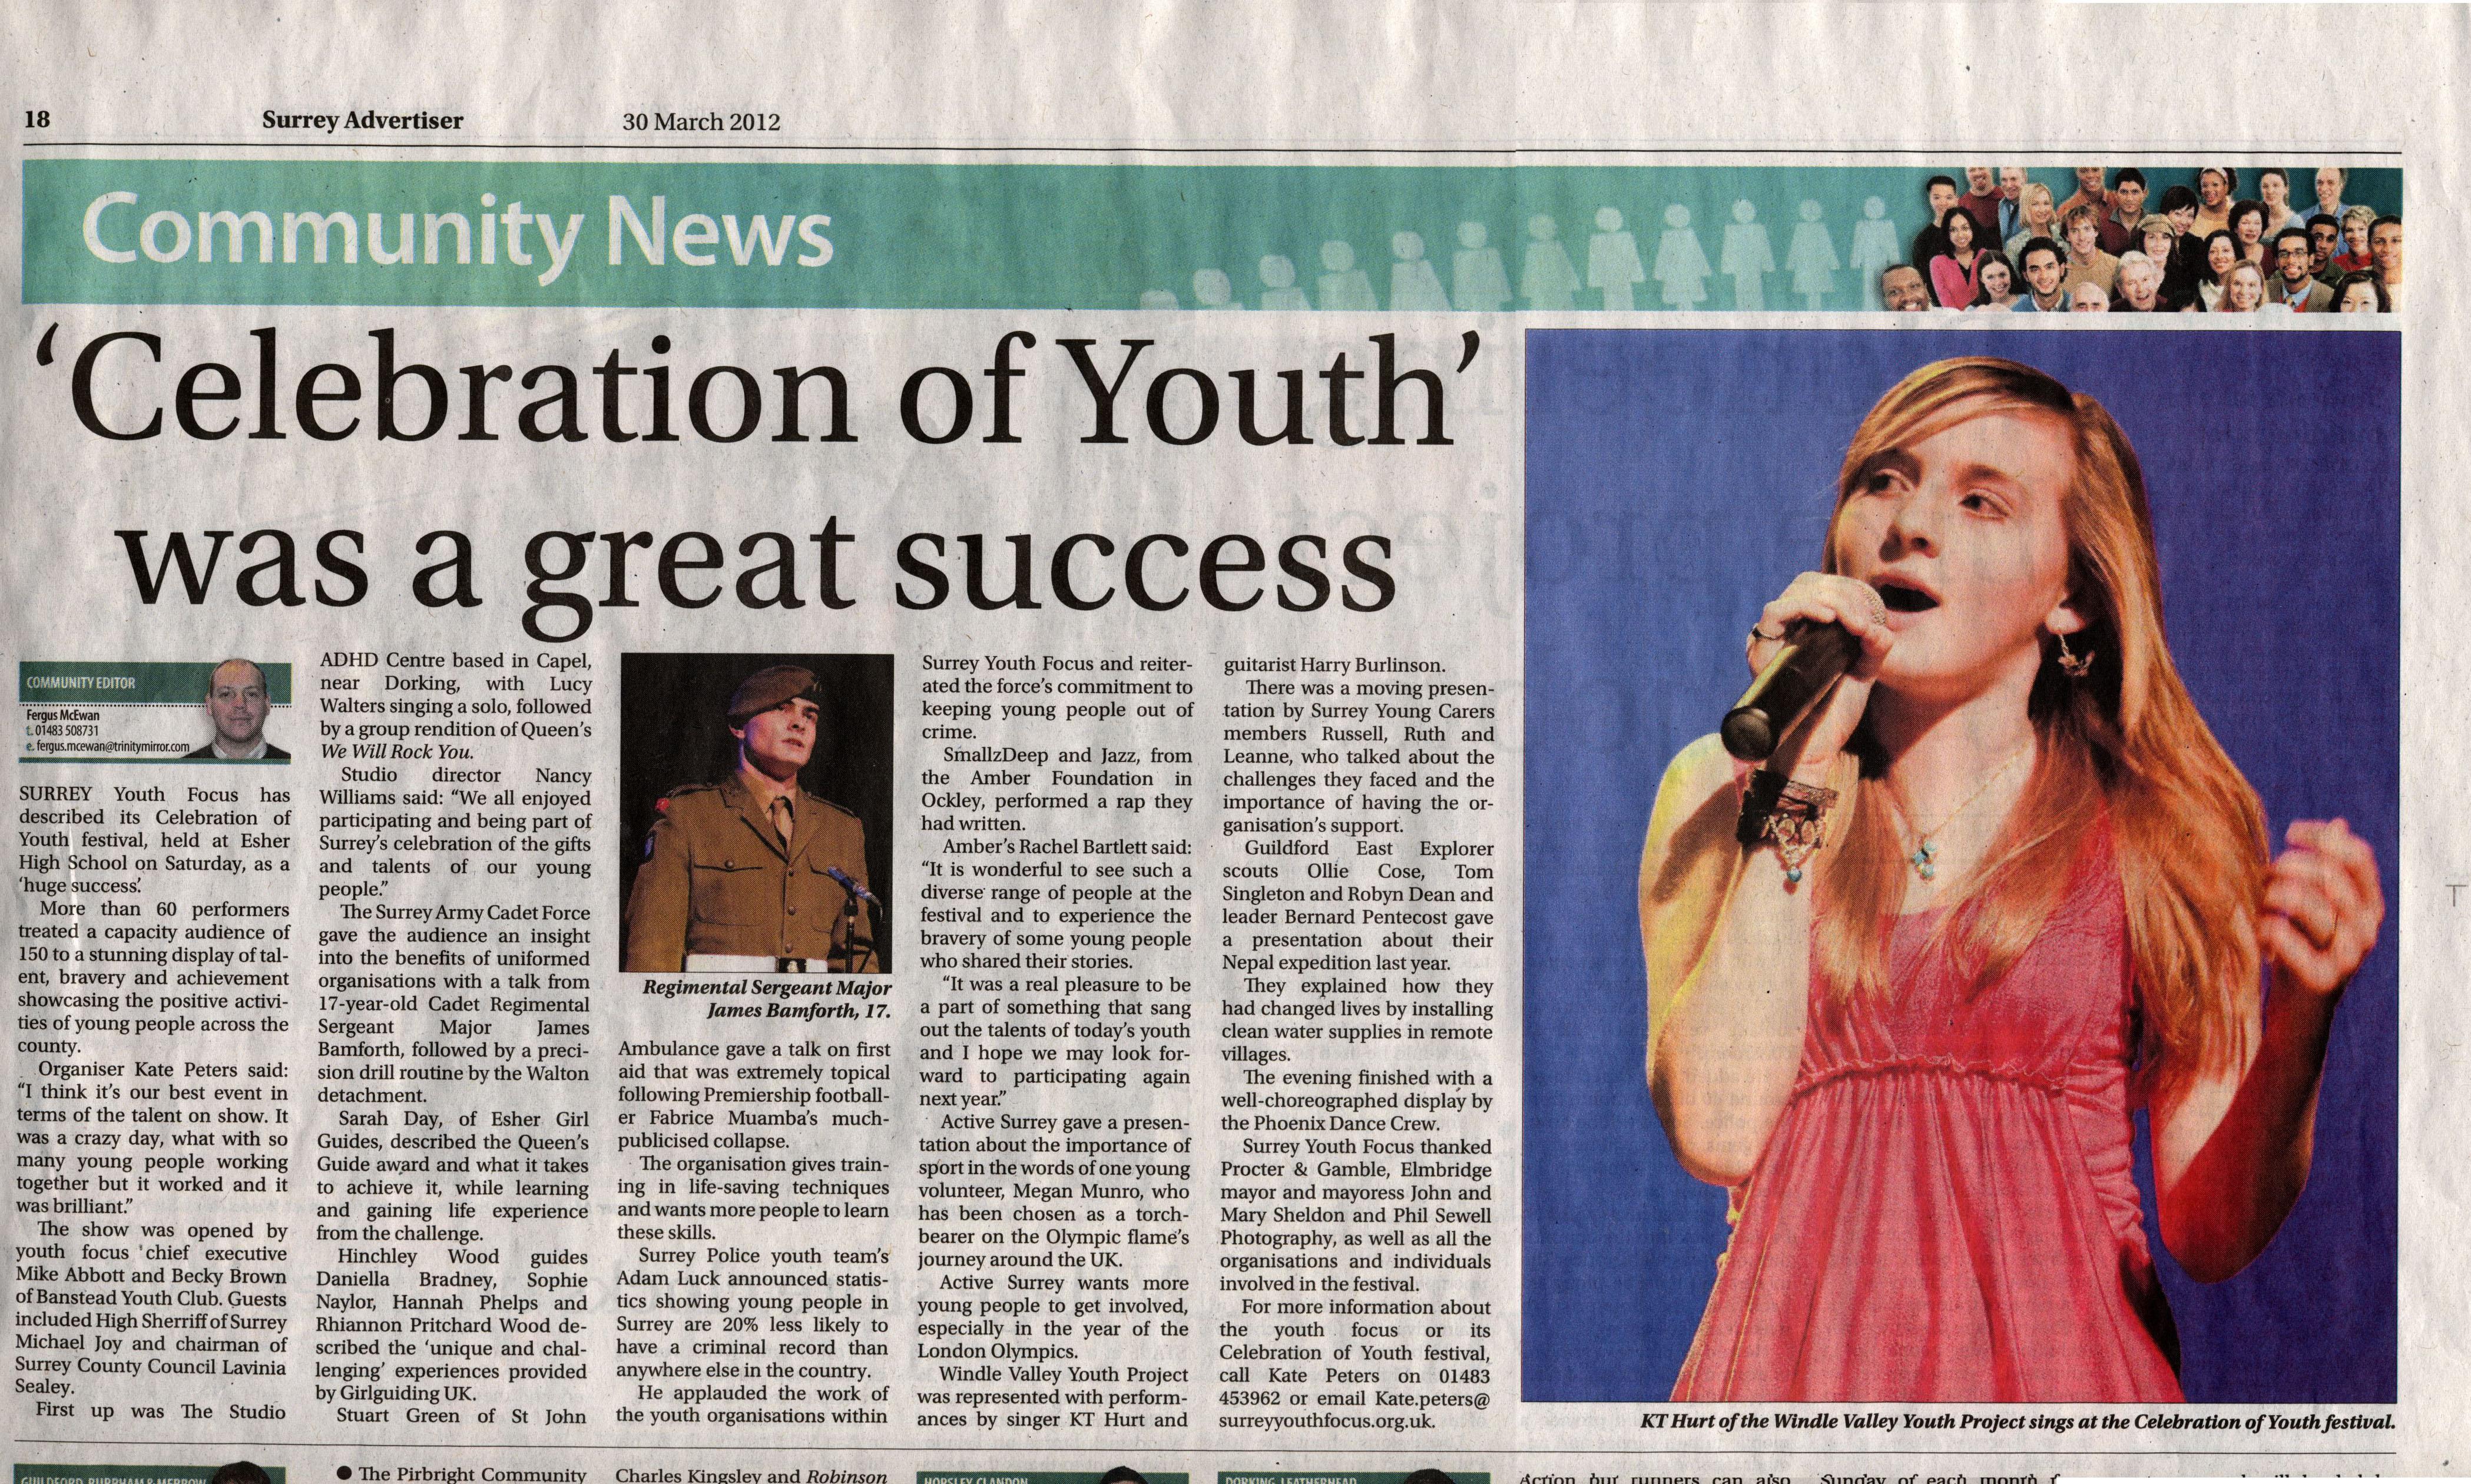 18
Surrey Advertiser
30 March 2012
Community News
‘Celebration of Youth’
was a great success
COMMUNITY EDITOR
Fergus McEwan
t. 01483 508731
e. fergus.mcewan@trinitymirror.com
SURREY Youth Focus has
described its Celebration of
Youth festival, held at Esher
High School on Saturday, as a
‘huge success’.
More than 60 performers
treated a capacity audience of
150 to a stunning display of tal-
ent, bravery and achievement
showcasing the positive activi-
ties of young people across the
county.
Organiser Kate Peters said:
“I think it’s our best event in
terms of the talent on show. It
was a crazy day, what with so
many young people working
together but it worked and it
was brilliant.”
The show was opened by
youth focus chief executive
Mike Abbott and Becky Brown
of Banstead Youth Club. Guests
included High Sherriff of Surrey
Michael Joy and chairman of
Surrey County Council Lavinia
Sealey.
First up was The Studio
ADHD Centre based in Capel,
near Dorking, with Lucy
Walters singing a solo, followed
by a group rendition of Queen’s
We Will Rock You.
Studio director Nancy
Williams said: “We all enjoyed
participating and being part of
Surrey’s celebration of the gifts
and talents of our young
people.”
The Surrey Army Cadet Force
gave the audience an insight
into the benefits of uniformed
organisations with a talk from
17-year-old Cadet Regimental
Sergeant Major James
Bamforth, followed by a preci-
sion drill routine by the Walton
detachment.
Sarah Day, of Esher Girl
Guides, described the Queen’s
Guide award and what it takes
to achieve it, while learning
and gaining life experience
from the challenge.
Hinchley Wood guides
Daniella Bradney, Sophie
Naylor, Hannah Phelps and
Rhiannon Pritchard Wood de-
scribed the ‘unique and chal-
lenging’ experiences provided
by Girlguiding UK.
Stuart Green of St John
Regimental Sergeant Major
James Bamforth, 17.
Ambulance gave a talk on first
aid that was extremely topical
following Premiership football-
er Fabrice Muamba’s much-
publicised collapse.
The organisation gives train-
ing in life-saving techniques
and wants more people to learn
these skills.
Surrey Police youth team’s
Adam Luck announced statis-
tics showing young people in
Surrey are 20% less likely to
have a criminal record than
anywhere else in the country.
He applauded the work of
the youth organisations within
Surrey Youth Focus and reiter-
ated the force’s commitment to
keeping young people out of
crime.
SmallzDeep and Jazz, from
the Amber Foundation in
Ockley, performed a rap they
had written.
Amber’s Rachel Bartlett said:
“It is wonderful to see such a
diverse range of people at the
festival and to experience the
bravery of some young people
who shared their stories.
“It was a real pleasure to be
a part of something that sang
out the talents of today’s youth
and I hope we may look for-
ward to participating again
next year.”
Active Surrey gave a presen-
tation about the importance of
sport in the words of one young
volunteer, Megan Munro, who
has been chosen as a torch-
bearer on the Olympic flame’s
journey around the UK.
Active Surrey wants more
young people to get involved,
especially in the year of the
London Olympics.
Windle Valley Youth Project
was represented with perform-
ances by singer KT Hurt and
guitarist Harry Burlinson.
There was a moving presen-
tation by Surrey Young Carers
members Russell, Ruth and
Leanne, who talked about the
challenges they faced and the
importance of having the or-
ganisation’s support.
Guildford East Explorer
scouts Ollie Cose, Tom
Singleton and Robyn Dean and
leader Bernard Pentecost gave
a presentation about their
Nepal expedition last year.
They explained how they
had changed lives by installing
clean water supplies in remote
villages.
The evening finished with a
well-choreographed display by
the Phoenix Dance Crew.
Surrey Youth Focus thanked
Procter & Gamble, Elmbridge
mayor and mayoress John and
Mary Sheldon and Phil Sewell
Photography, as well as all the
organisations and individuals
involved in the festival.
For more information about
the youth focus or its
Celebration of Youth festival,
call Kate Peters on 01483
453962 or email Kate.peters@
surreyyouthfocus.org.uk.
KT Hurt of the Windle Valley Youth Project sings at the Celebration of Youth festival.
GUILDFORD, BURPHAM & MERROW
● The Pirbright Community
Charles Kingsley and Robinson
HORSLEY, CLANDON
DORKING, LEATHERHEAD
Action but runners can also
Sunday of each month